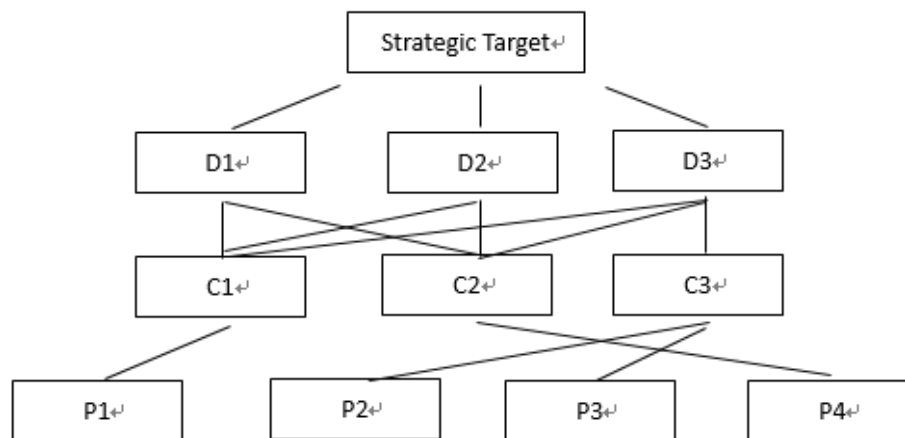 Strategic Target↵
D1↵
D2↵
D3↵
C1↵
C2↵
C3↵
P1↵
P2↵
P3↵
P4↵